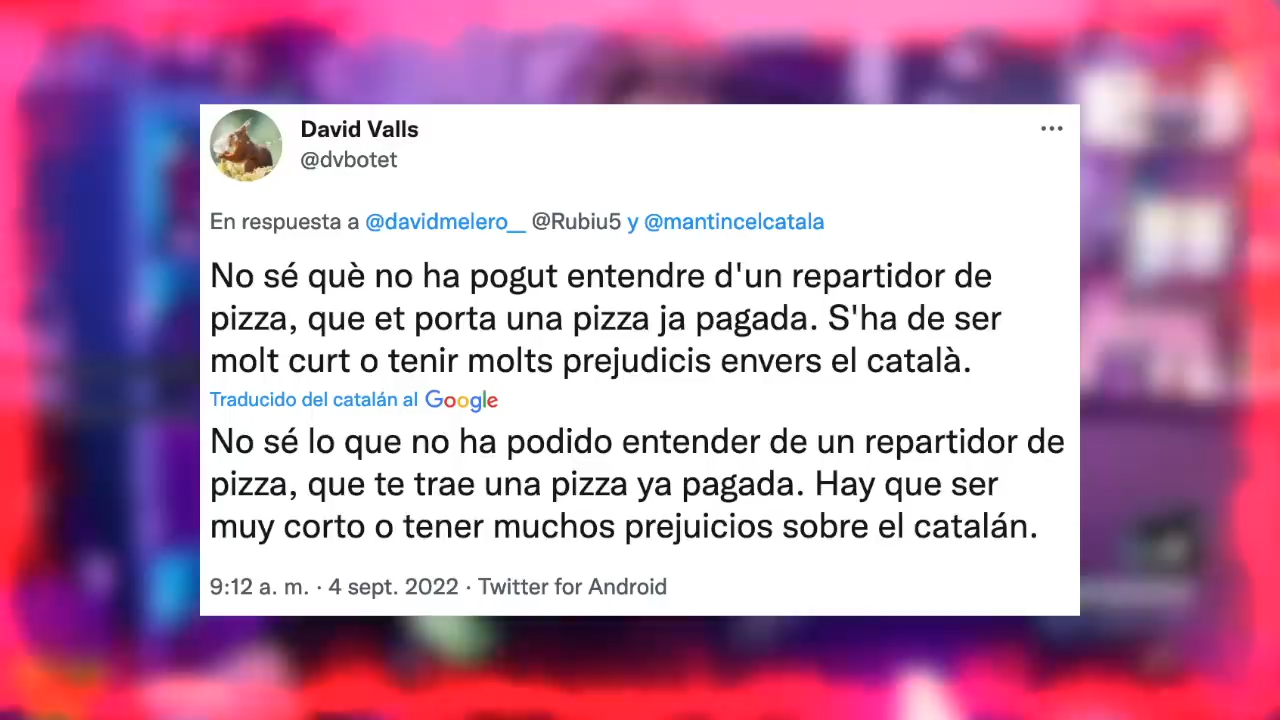 David Valls
@dvbotet
En respuesta a @davidmelero__ @Rubiu5 y @mantincelcatala
No sé què no ha pogut entendre d'un repartidor de
pizza, que et porta una pizza ja pagada. S'ha de ser
molt curt o tenir molts prejudicis envers el català.
Traducido del catalán al Google
No sé lo que no ha podido entender de un repartidor de
pizza, que te trae una pizza ya pagada. Hay que ser
muy corto o tener muchos prejuicios sobre el catalán.
9:12 a. m. · 4 sept. 2022 · Twitter for Android